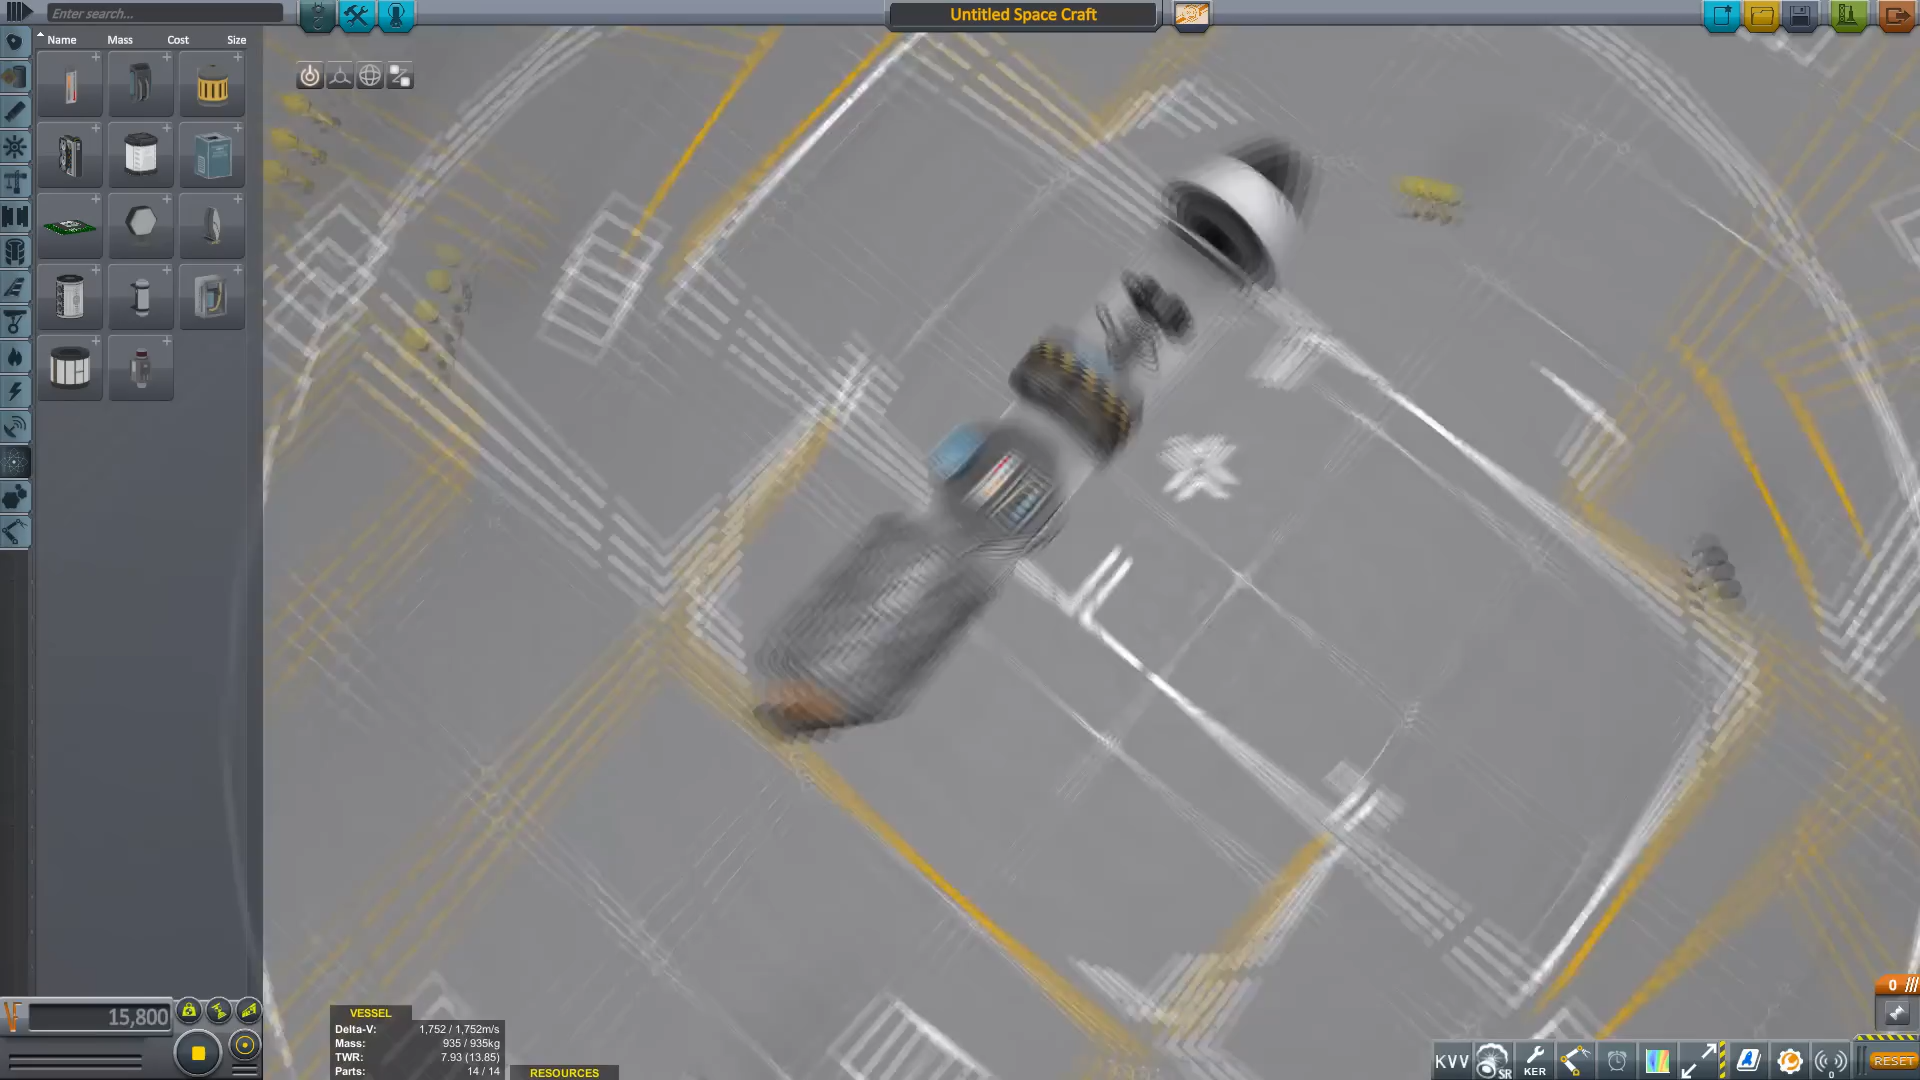 Enter search...
Untitled Space Craft
Name Mass Cost Size
15,800
VESSEL
Delta-V: 1,752 / 1,752m/s
Mass: 935 / 935kg
TWR: 7.93 (13.85)
Parts: 14 / 14
RESOURCES
0
KVV
SR
KER
0
RESET